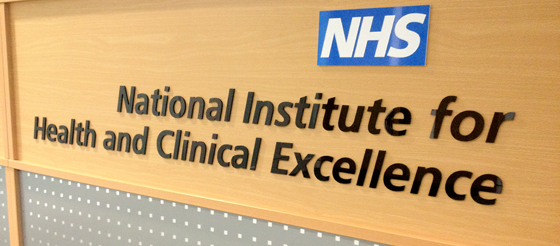 NHS
National Institute for
Health and Clinical Excellence